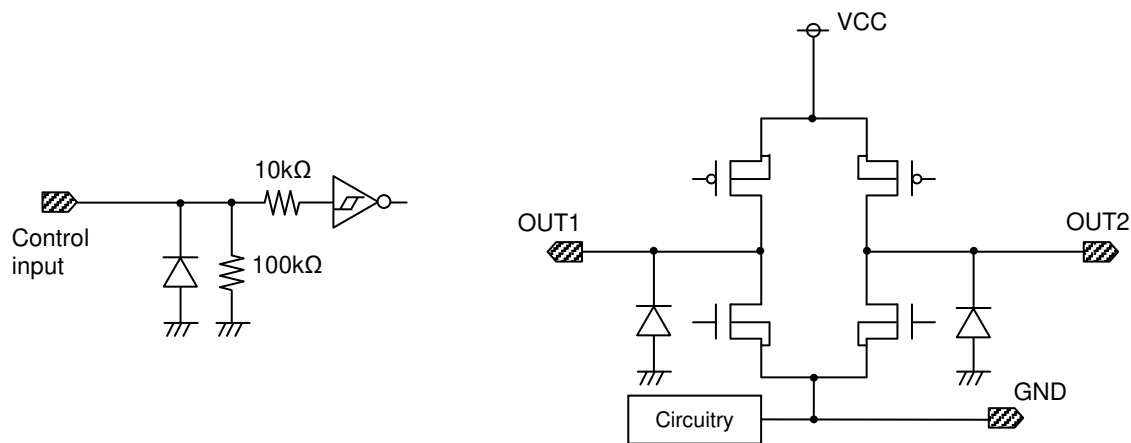 VCC
10kΩ
Control
input
100kΩ
OUT1
OUT2
Circuitry
GND